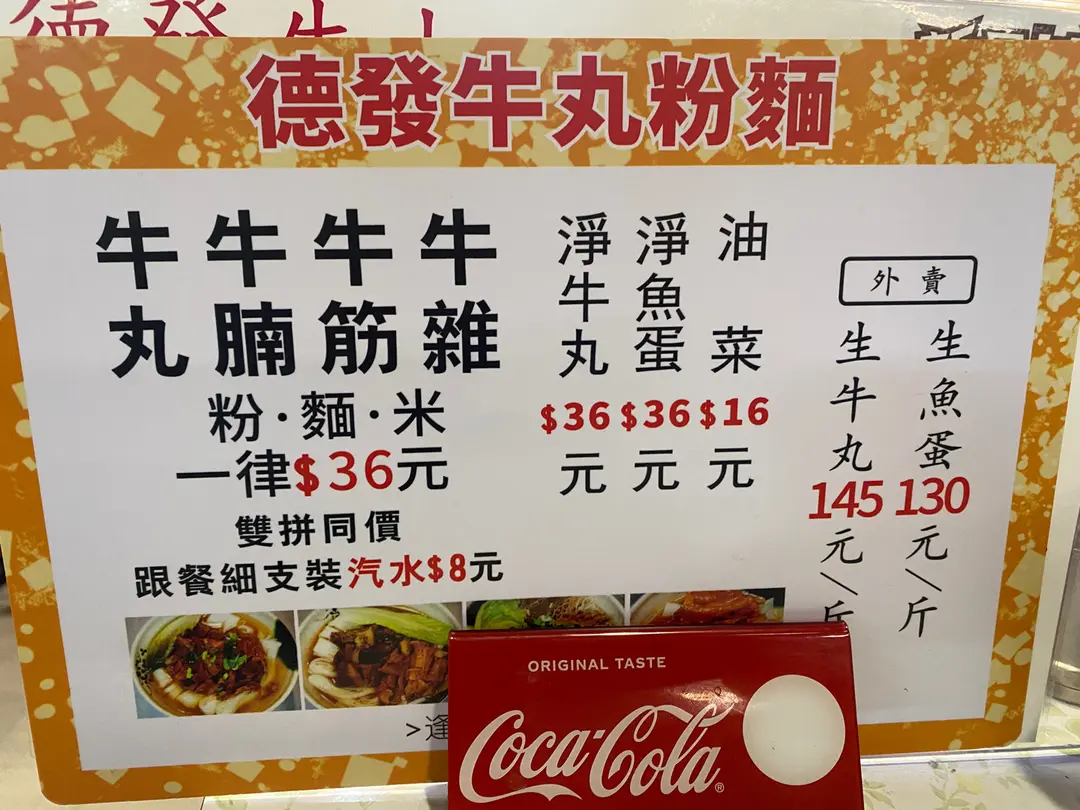 德發牛丸粉麵
牛丸
牛腩
牛筋
牛雜
粉·麵·米
一律$36元
雙拼同價
跟餐細支裝汽水$8元
淨牛丸
$36
元
淨魚蛋
$36
元
油菜
$16
元
外賣
生牛丸
145
元/斤
生魚蛋
130
元/斤
>逢
ORIGINAL TASTE
Coca-Cola®